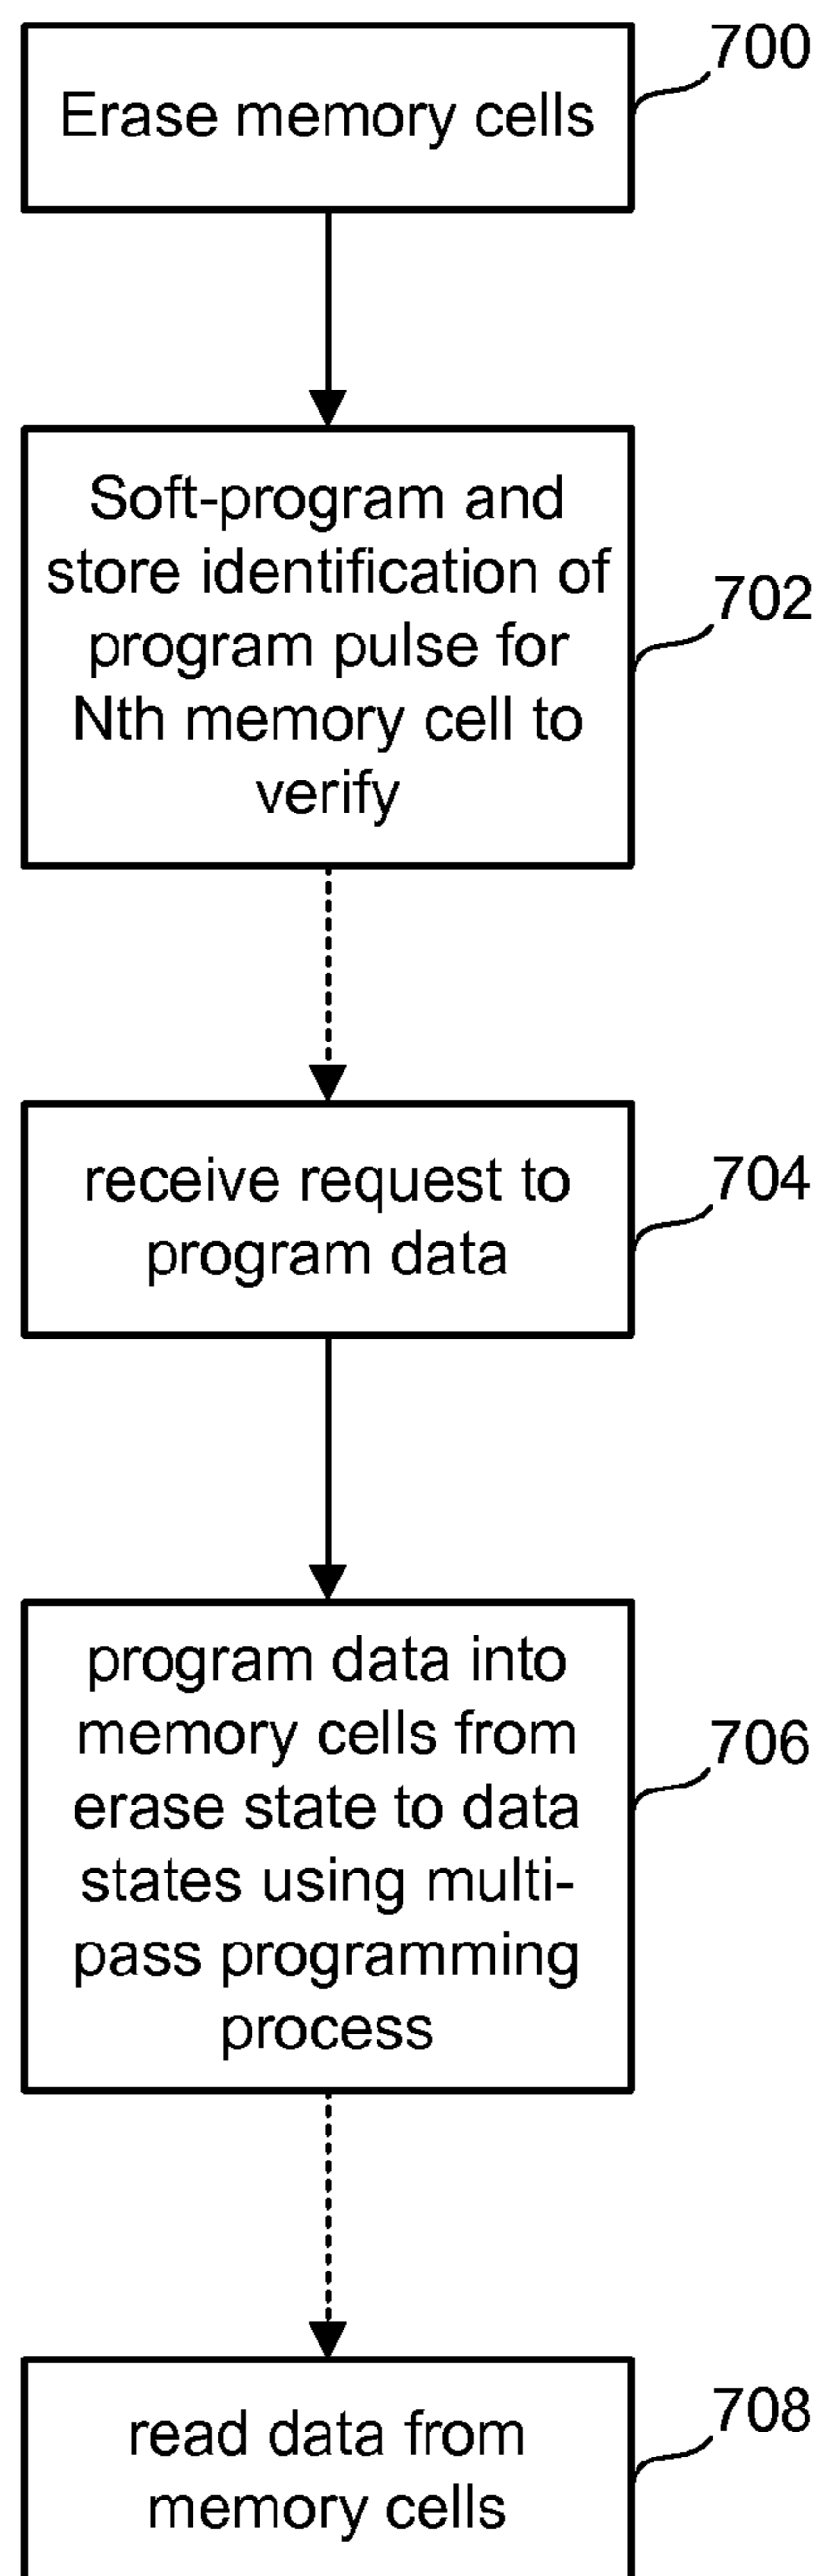 700
Erase memory cells
Soft-program and
store identification of
program pulse for
Nth memory cell to
verify
702
receive request to
program data
704
program data into
memory cells from
erase state to data
states using multi-
pass programming
process
706
read data from
memory cells
708